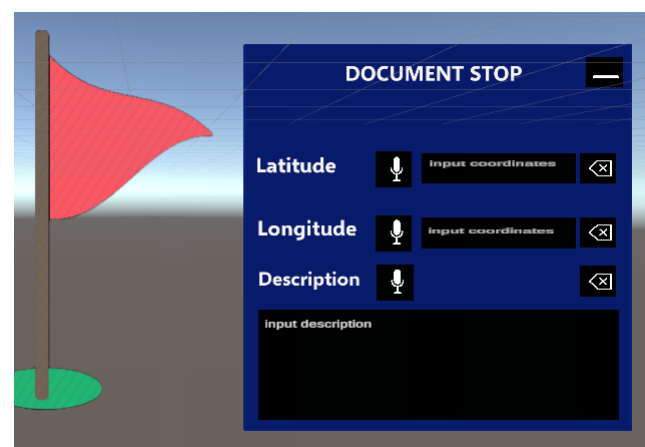 DOCUMENT STOP
Latitude input coordinates
Longitude input coordinates
Description
input description